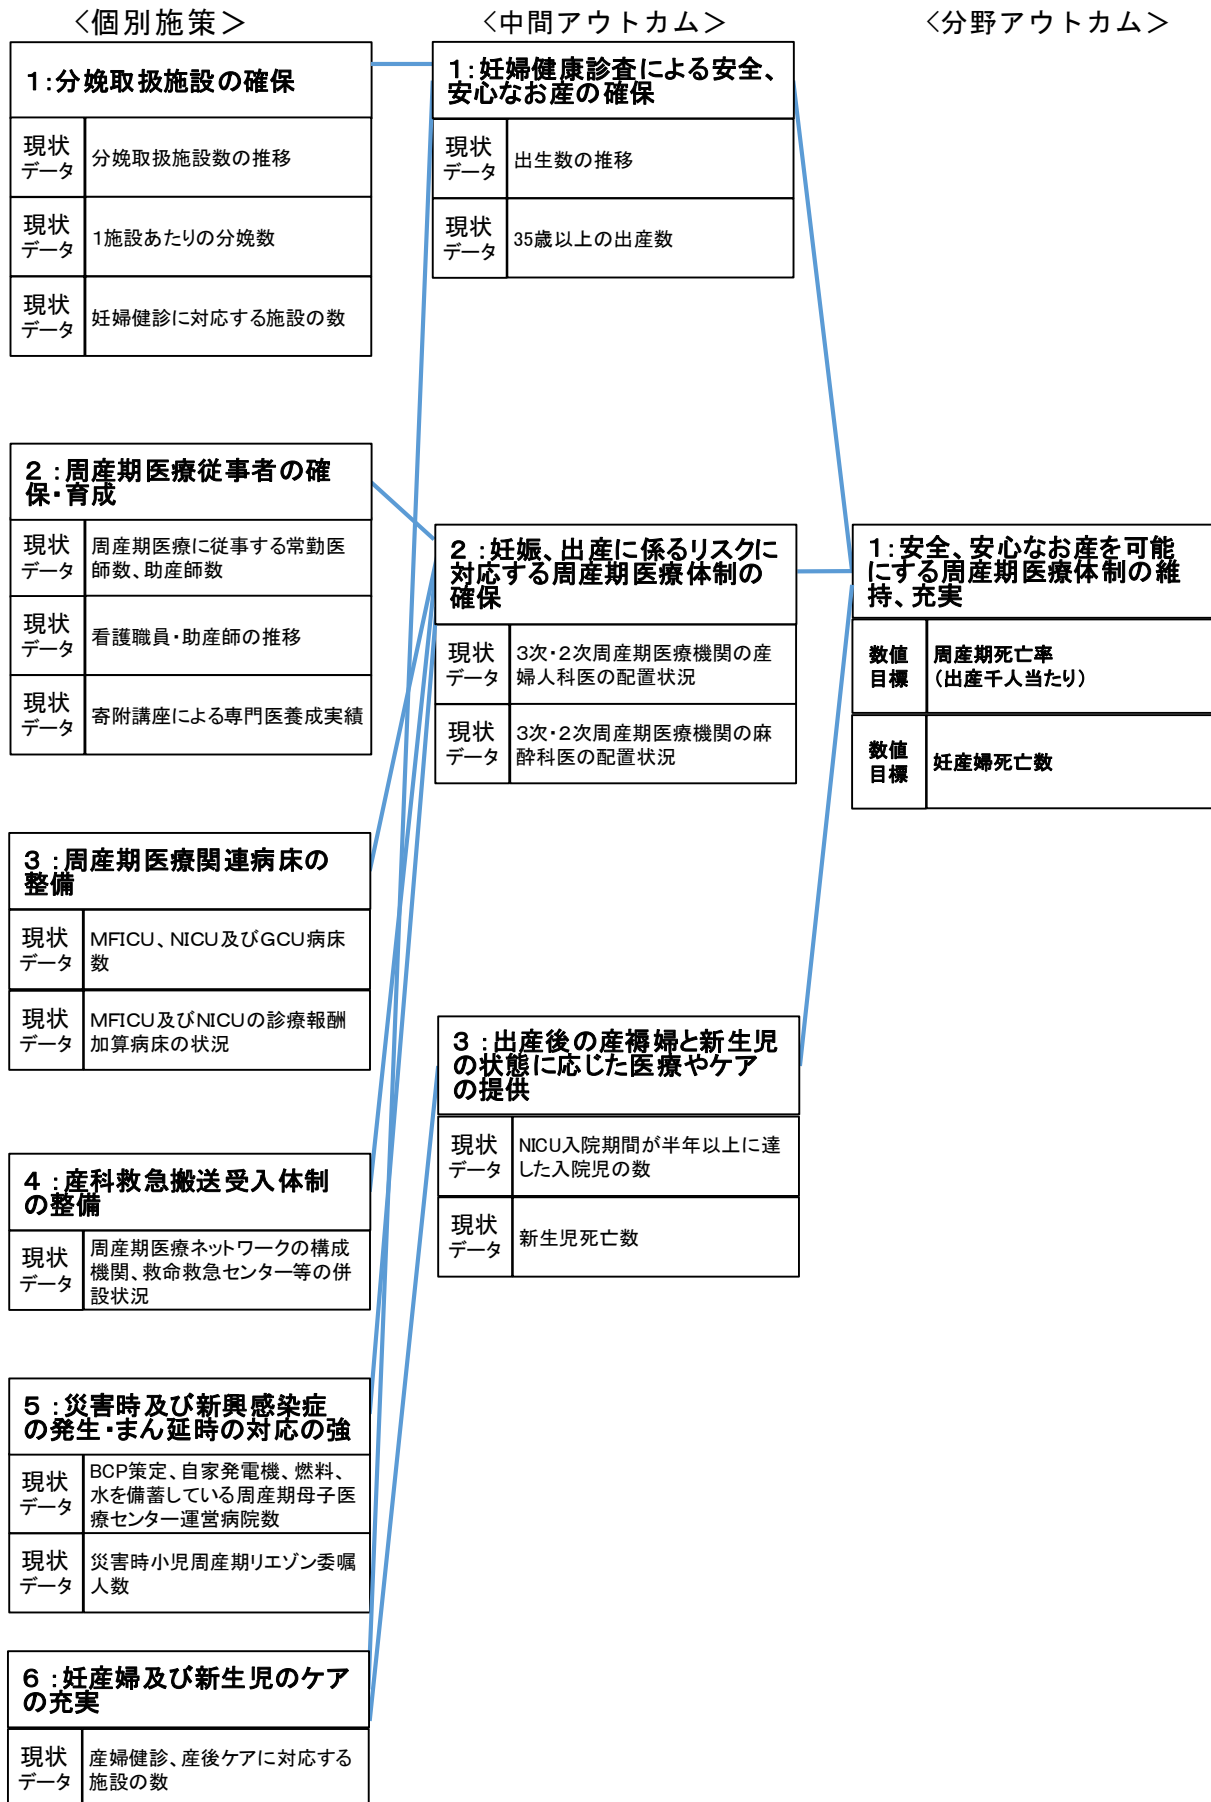 ＜個別施策＞
＜中間アウトカム＞
＜分野アウトカム＞
1：分娩取扱施設の確保
現状
データ
分娩取扱施設数の推移
現状
データ
1施設あたりの分娩数
現状
データ
妊婦健診に対応する施設の数
2：周産期医療従事者の確
保・育成
現状
データ
周産期医療に従事する常勤医
師数、助産師数
現状
データ
看護職員・助産師の推移
現状
データ
寄附講座による専門医養成実績
3：周産期医療関連病床の
整備
現状
データ
MFICU、NICU及びGCU病床
数
現状
データ
MFICU及びNICUの診療報酬
加算病床の状況
4：産科救急搬送受入体制
の整備
現状
データ
周産期医療ネットワークの構成
機関、救命救急センター等の併
設状況
5：災害時及び新興感染症
の発生・まん延時の対応の強
現状
データ
BCP策定、自家発電機、燃料、
水を備蓄している周産期母子医
療センター運営病院数
現状
データ
災害時小児周産期リエゾン委嘱
人数
6：妊産婦及び新生児のケア
の充実
現状
データ
産婦健診、産後ケアに対応する
施設の数
1：妊婦健康診査による安全、
安心なお産の確保
現状
データ
出生数の推移
現状
データ
35歳以上の出産数
2：妊娠、出産に係るリスクに
対応する周産期医療体制の
確保
現状
データ
3次・2次周産期医療機関の産
婦人科医の配置状況
現状
データ
3次・2次周産期医療機関の麻
酔科医の配置状況
3：出産後の産褥婦と新生児
の状態に応じた医療やケア
の提供
現状
データ
NICU入院期間が半年以上に達
した入院児の数
現状
データ
新生児死亡数
1：安全、安心なお産を可能
にする周産期医療体制の維
持、充実
数値
目標
周産期死亡率
（出産千人当たり）
数値
目標
妊産婦死亡数